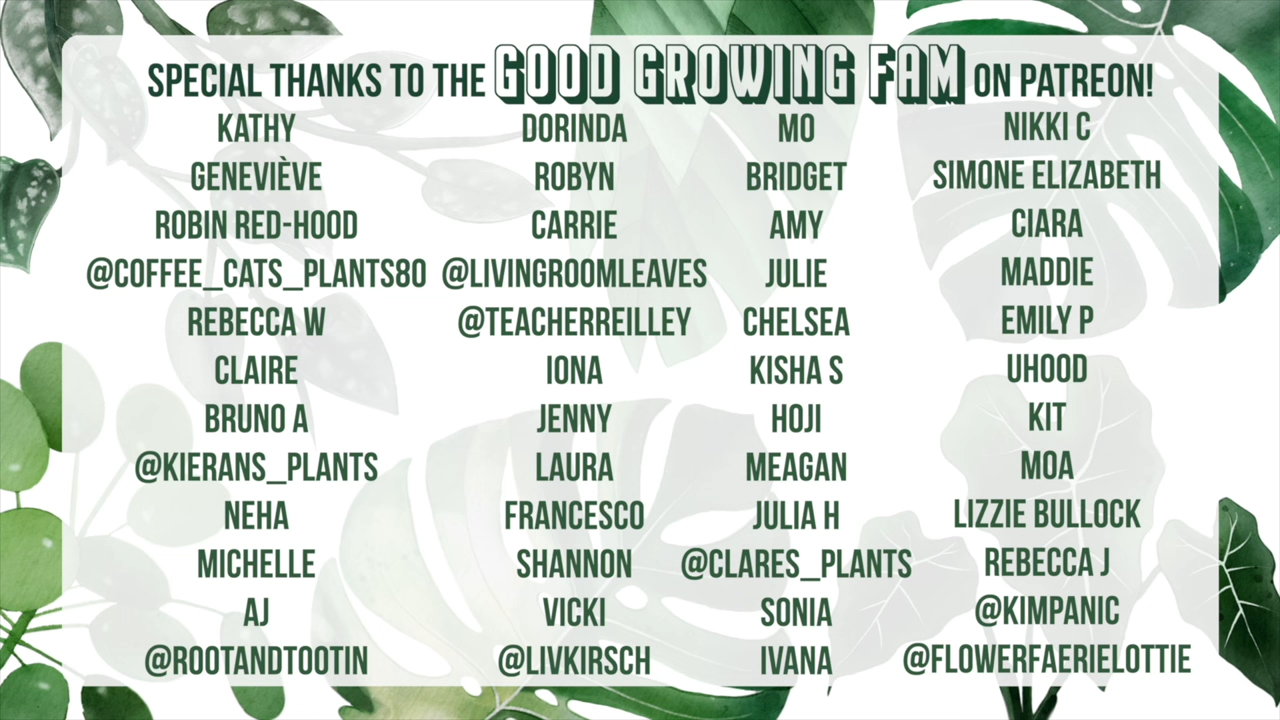 SPECIAL THANKS TO THE GOOD GROWING FAM ON PATREON!
KATHY
GENEVIÈVE
ROBIN RED-HOOD
@COFFEE_CATS_PLANTS80
REBECCA W
CLAIRE
BRUNO A
@KIERANS_PLANTS
NEHA
MICHELLE
AJ
@ROOTANDTOOTIN
DORINDA
ROBYN
CARRIE
@LIVINGROOMLEAVES
@TEACHERREILLEY
IONA
JENNY
LAURA
FRANCESCO
SHANNON
VICKI
@LIVKIRSCH
MO
BRIDGET
AMY
JULIE
CHELSEA
KISHA S
HOJI
MEAGAN
JULIA H
@CLARES_PLANTS
SONIA
IVANA
NIKKI C
SIMONE ELIZABETH
CIARA
MADDIE
EMILY P
UHOOD
KIT
MOA
LIZZIE BULLOCK
REBECCA J
@KIMPANIC
@FLOWERFAERIELOTTIE